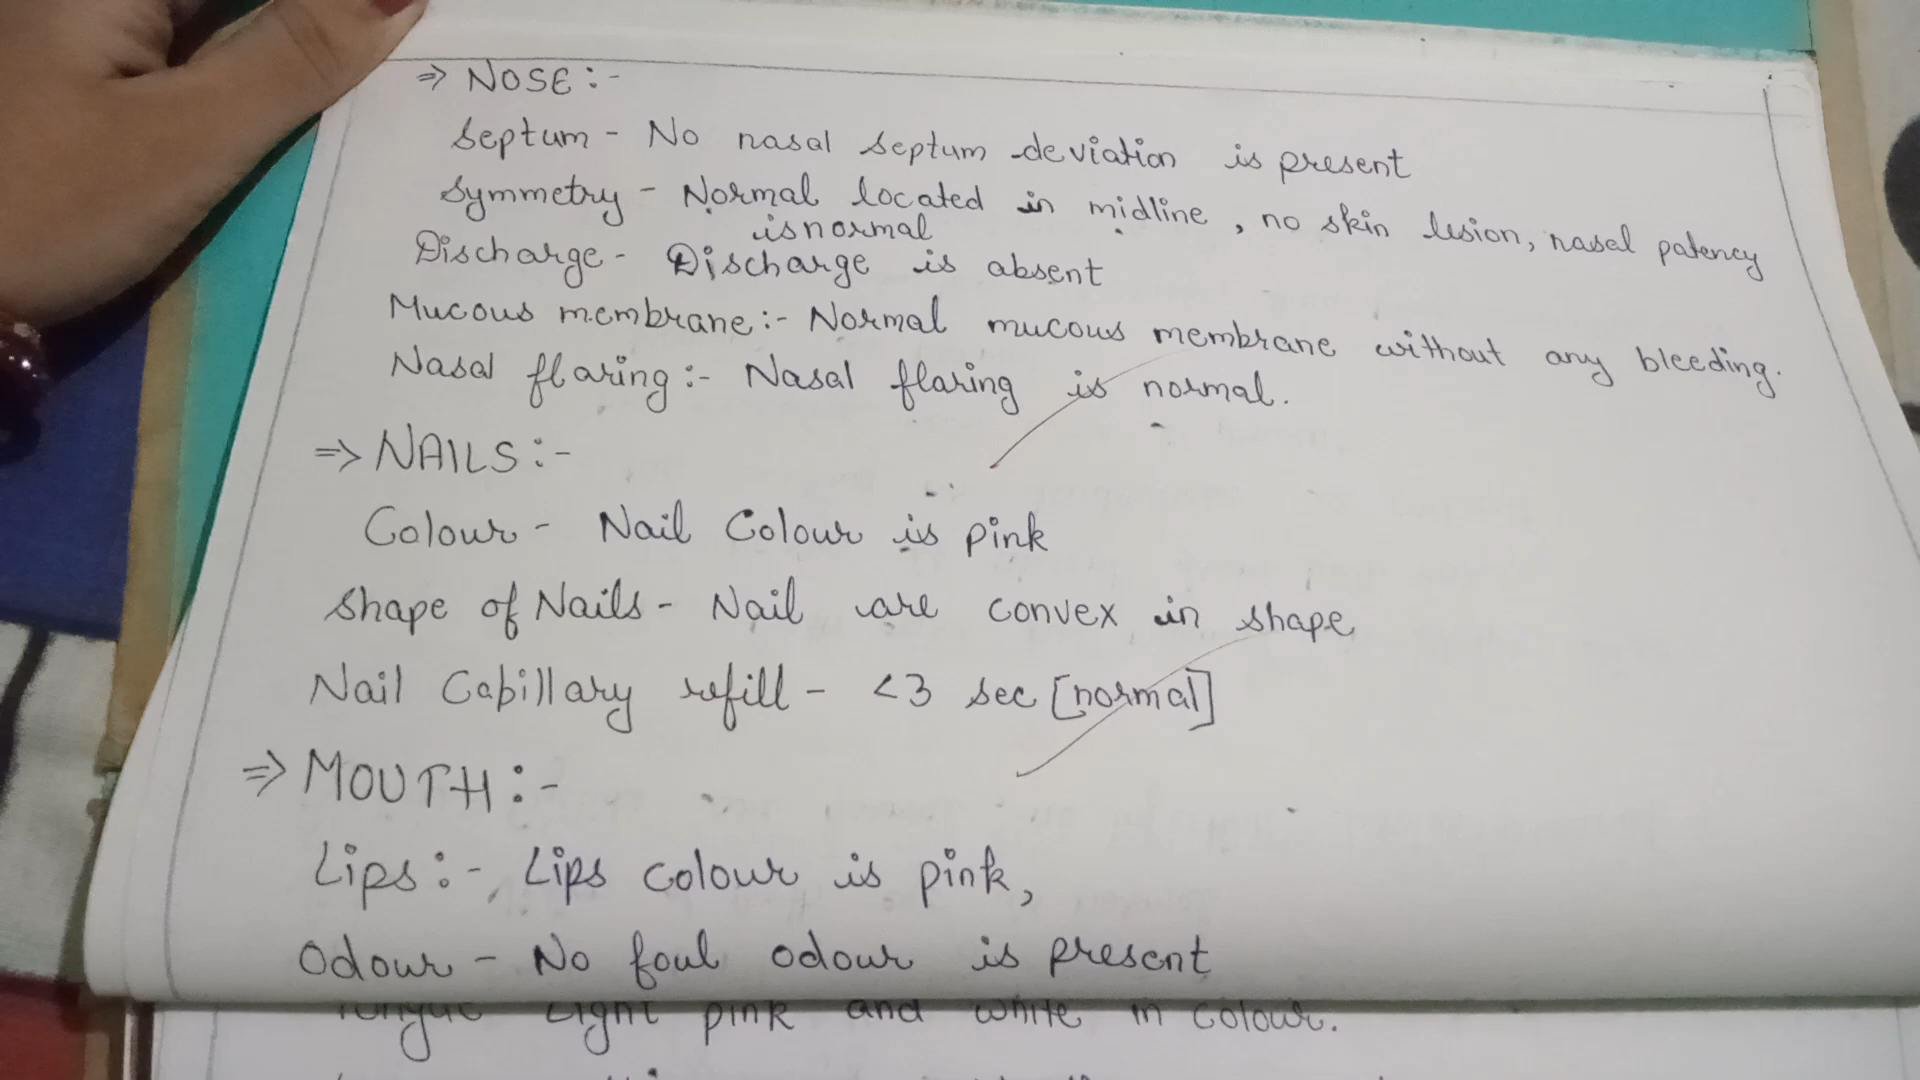 ⇒ NOSE :-
Septum - No nasal septum deviation is present
Symmetry - Normal located in midline, no skin lesion, nasal patency
is normal
Discharge - Discharge is absent
Mucous membrane :- Normal mucous membrane without any bleeding.
Nasal flaring :- Nasal flaring is normal.
⇒ NAILS :-
Colour - Nail Colour is pink
Shape of Nails - Nail are convex in shape
Nail Capillary refill - <3 sec [normal]
⇒ MOUTH :-
Lips :- Lips colour is pink,
Odour - No foul odour is present
Tongue Light pink and white in colour.